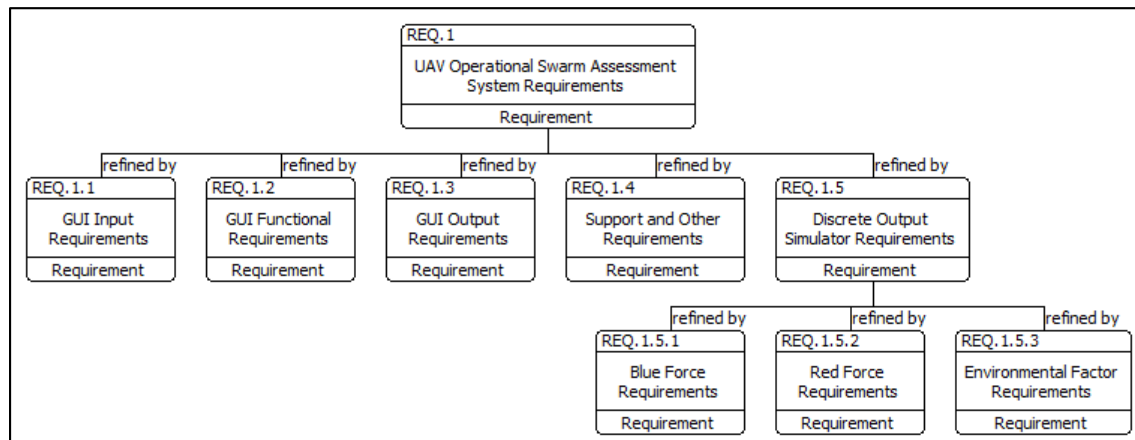 REQ.1
UAV Operational Swarm Assessment
System Requirements
Requirement
refined by
refined by
refined by
refined by
refined by
REQ.1.1
GUI Input
Requirements
Requirement
REQ.1.2
GUI Functional
Requirements
Requirement
REQ.1.3
GUI Output
Requirements
Requirement
REQ.1.4
Support and Other
Requirements
Requirement
REQ.1.5
Discrete Output
Simulator Requirements
Requirement
refined by
refined by
refined by
REQ.1.5.1
Blue Force
Requirements
Requirement
REQ.1.5.2
Red Force
Requirements
Requirement
REQ.1.5.3
Environmental Factor
Requirements
Requirement